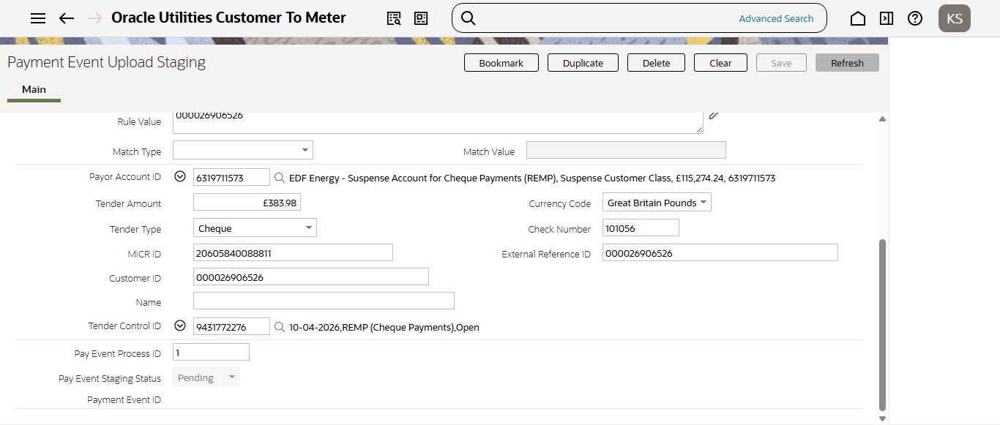 Oracle Utilities Customer To Meter
Advanced Search
KS
Payment Event Upload Staging
Bookmark
Duplicate
Delete
Clear
Save
Refresh
Main
Rule Value
000026906526
Match Type
Match Value
Payor Account ID
6319711573
EDF Energy - Suspense Account for Cheque Payments (REMP), Suspense Customer Class, £115,274.24, 6319711573
Tender Amount
£383.98
Currency Code
Great Britain Pounds
Tender Type
Cheque
Check Number
101056
MICR ID
20605840088811
External Reference ID
000026906526
Customer ID
000026906526
Name
Tender Control ID
9431772276
10-04-2026,REMP (Cheque Payments),Open
Pay Event Process ID
1
Pay Event Staging Status
Pending
Payment Event ID